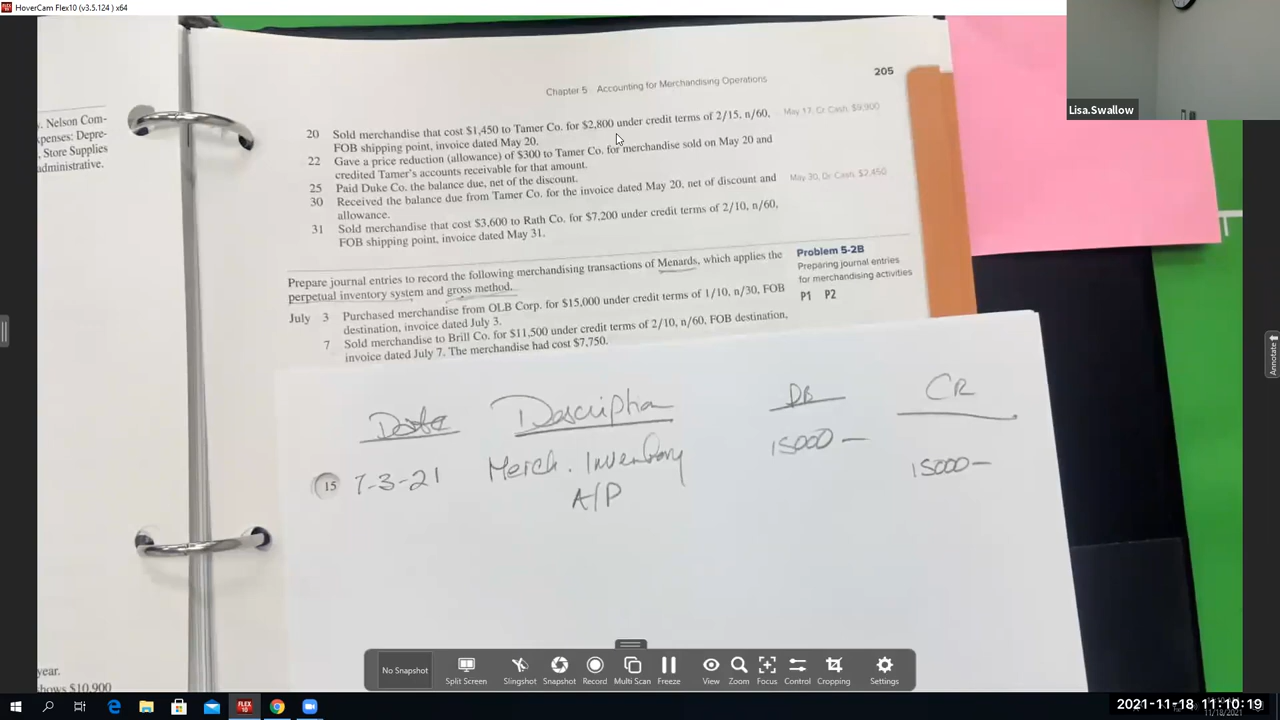 HoverCam Flex10 (v3.5.124) x64
Lisa.Swallow
Annotate
205
Chapter 5 Accounting for Merchandising Operations
, Nelson Com-
xpenses: Depre-
, Store Supplies
administrative.
20 Sold merchandise that cost $1,450 to Tamer Co. for $2,800 under credit terms of 2/15, n/60,
FOB shipping point, invoice dated May 20.
May 17, Cr. Cash, $9,900
22 Gave a price reduction (allowance) of $300 to Tamer Co. for merchandise sold on May 20 and
credited Tamer's accounts receivable for that amount.
25 Paid Duke Co. the balance due, net of the discount.
30 Received the balance due from Tamer Co. for the invoice dated May 20, net of discount and
allowance.
May 30, Dr. Cash, $2,450
31 Sold merchandise that cost $3,600 to Rath Co. for $7,200 under credit terms of 2/10, n/60,
FOB shipping point, invoice dated May 31.
Prepare journal entries to record the following merchandising transactions of Menards, which applies the
perpetual inventory system and gross method.
Problem 5-2B
Preparing journal entries
for merchandising activities
P1 P2
July 3 Purchased merchandise from OLB Corp. for $15,000 under credit terms of 1/10, n/30, FOB
destination, invoice dated July 3.
7 Sold merchandise to Brill Co. for $11,500 under credit terms of 2/10, n/60, FOB destination,
invoice dated July 7. The merchandise had cost $7,750.
Date Description DB CR
15 7-3-21 Merch. Inventory 15000 —
A/P 15000 —
year.
hows $10,900
No Snapshot Split Screen Slingshot Snapshot Record Multi Scan Freeze View Zoom Focus Control Cropping Settings
2021-11-18 11:10:19